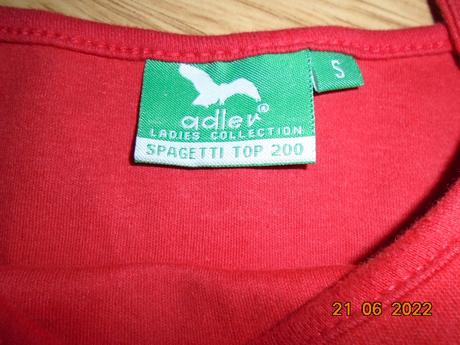 S
adler®
LADIES COLLECTION
SPAGETTI TOP 200
21 06 2022